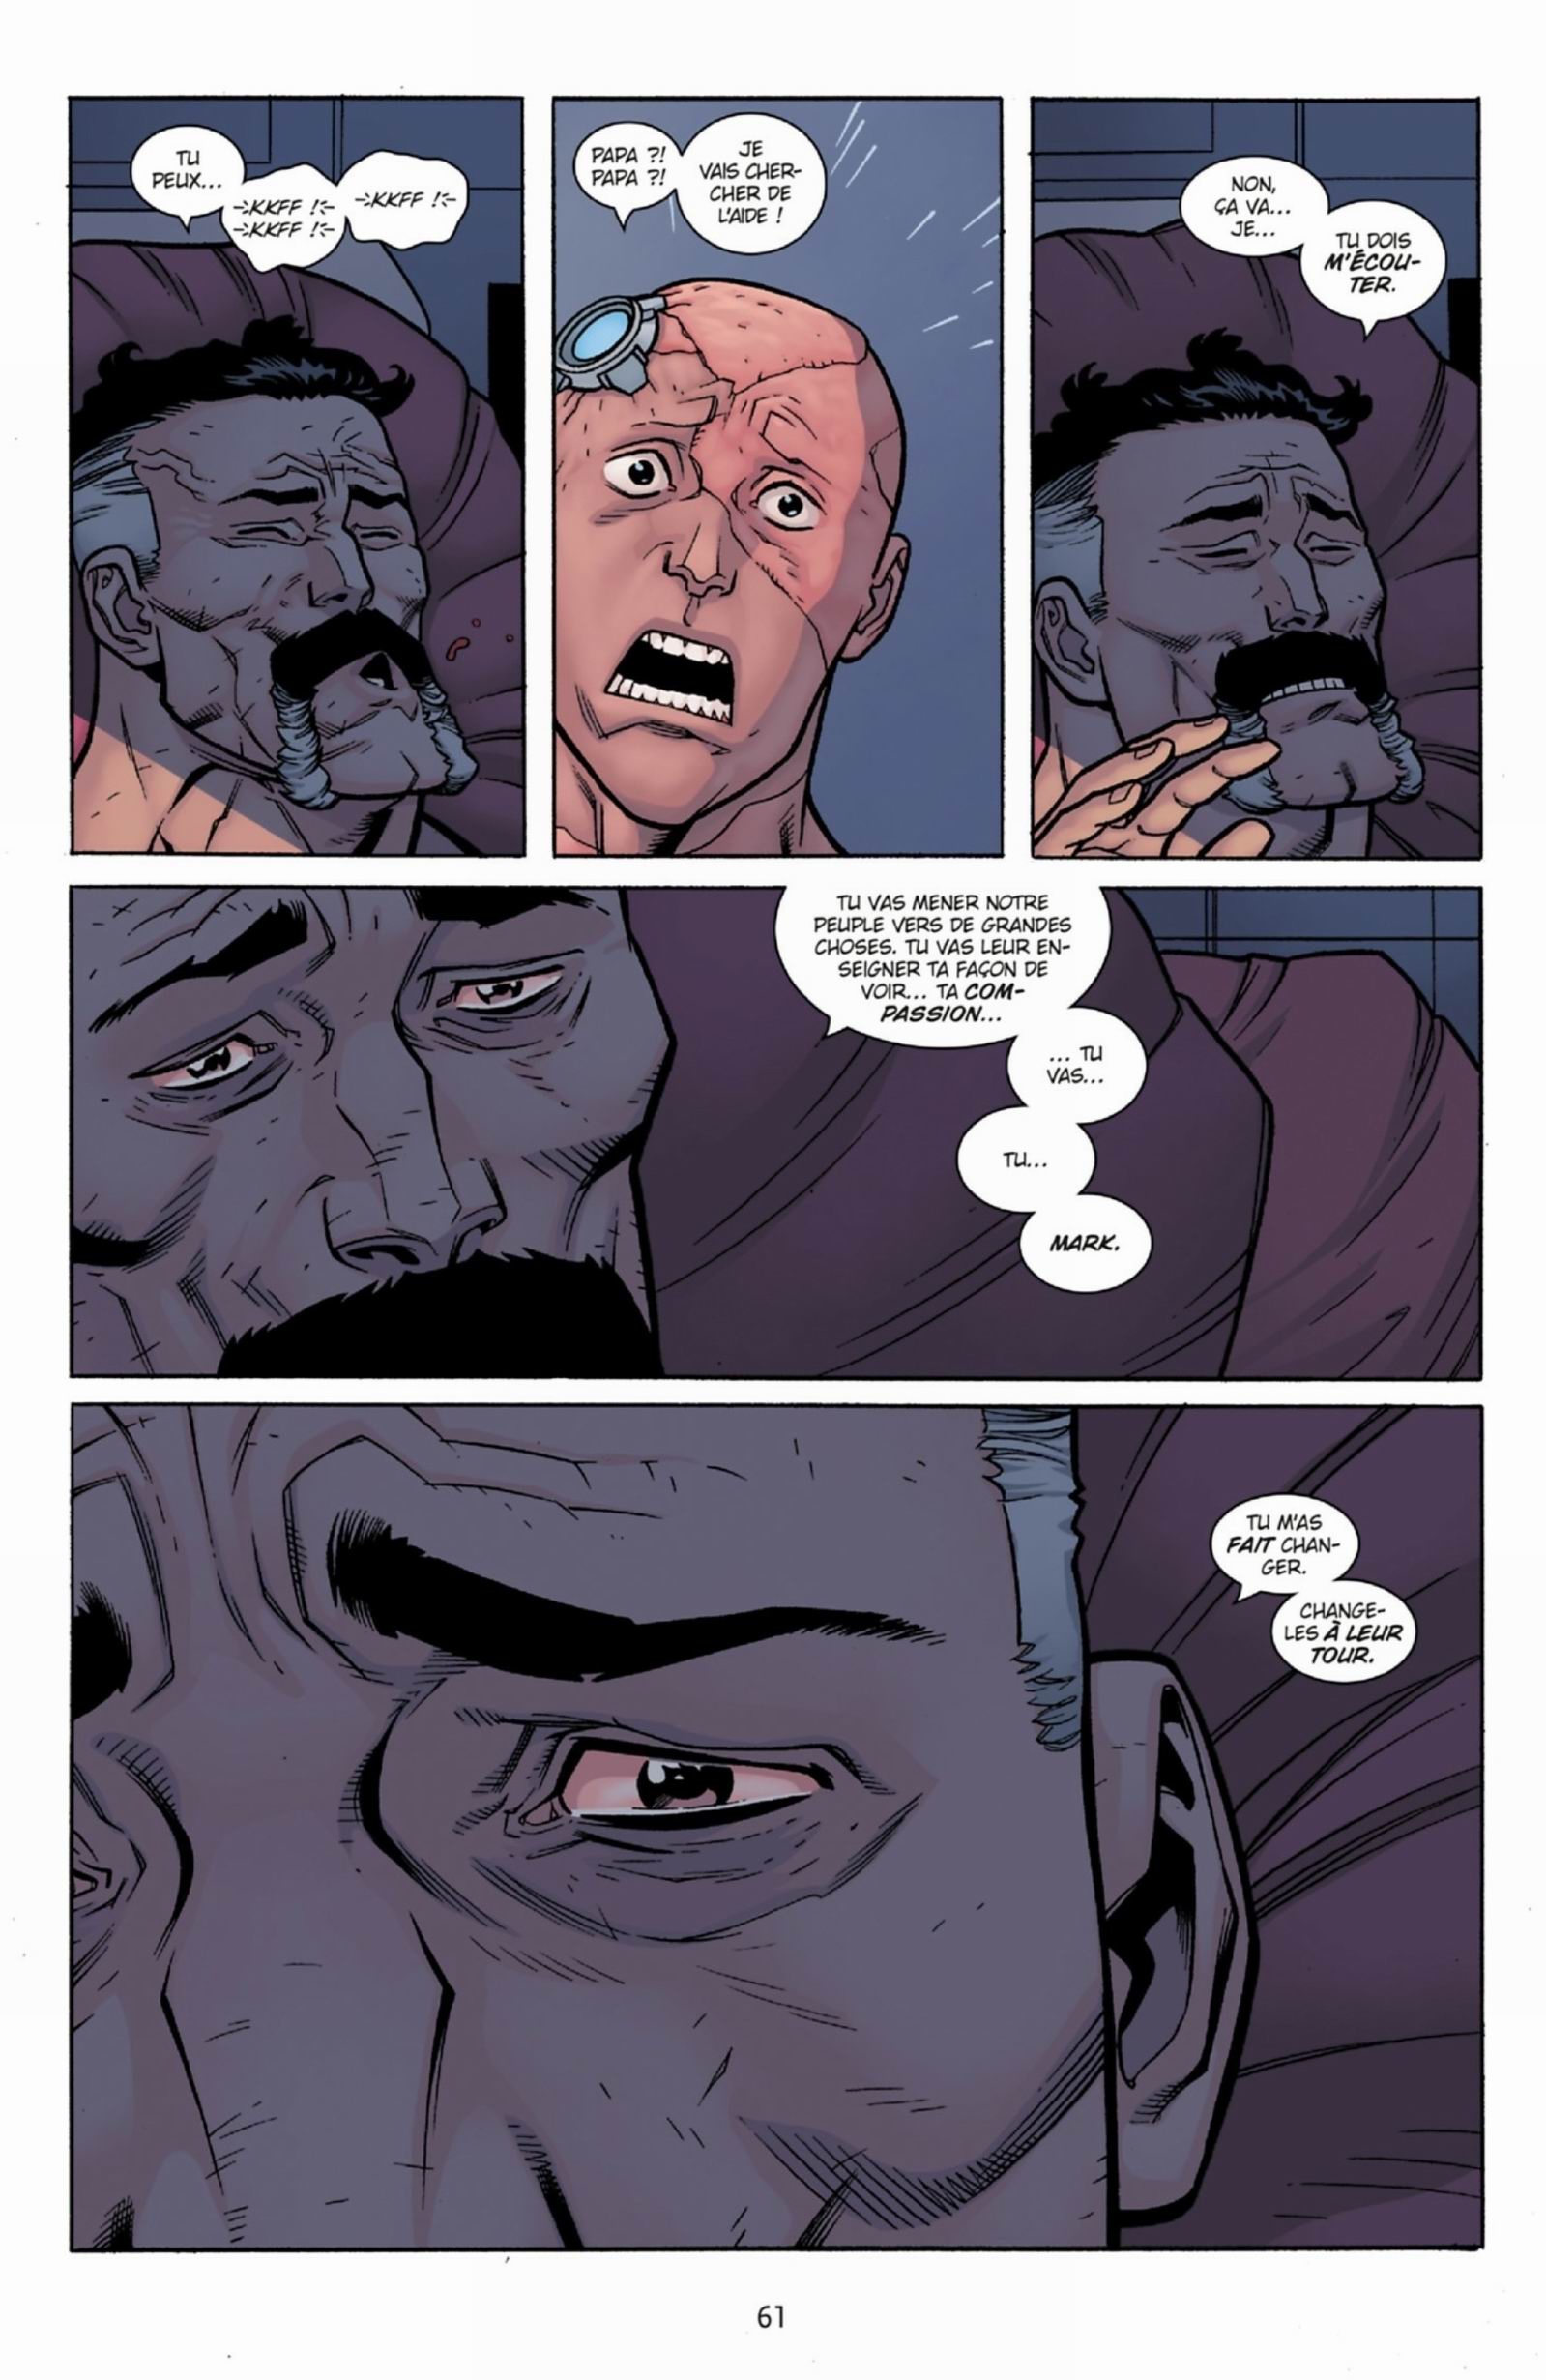 TU
PEUX...
KKFF !
KKFF !
KKFF !
PAPA ?!
PAPA ?!
JE
VAIS CHER-
CHER DE
L'AIDE !
NON,
ÇA VA...
JE...
TU DOIS
M'ÉCOU-
TER.
TU VAS MENER NOTRE
PEUPLE VERS DE GRANDES
CHOSES. TU VAS LEUR EN-
SEIGNER TA FAÇON DE
VOIR... TA COM-
PASSION...
... TU
VAS...
TU...
MARK.
TU M'AS
FAIT CHAN-
GER.
CHANGE-
LES À LEUR
TOUR.
61